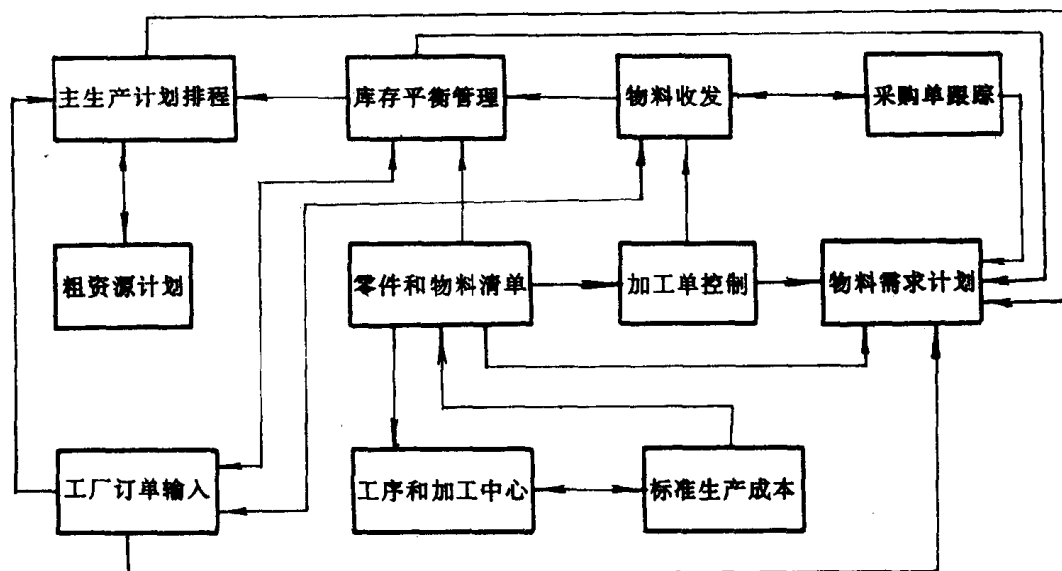 主生产计划排程
库存平衡管理
物料收发
采购单跟踪
粗资源计划
零件和物料清单
加工单控制
物料需求计划
工厂订单输入
工序和加工中心
标准生产成本